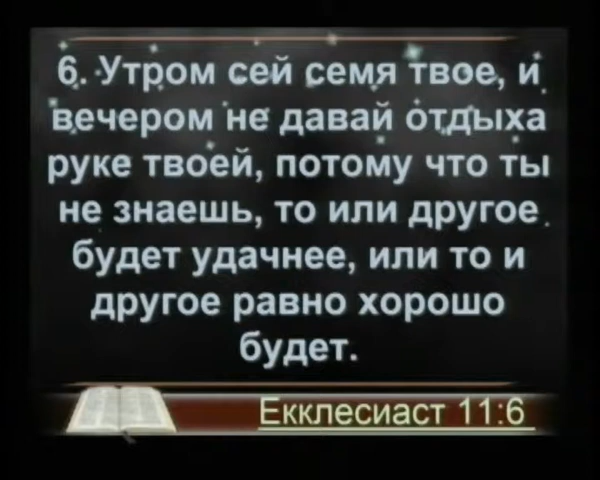 6. Утром сей семя твое, и
вечером не давай отдыха
руке твоей, потому что ты
не знаешь, то или другое
будет удачнее, или то и
другое равно хорошо
будет.
Екклесиаст 11:6